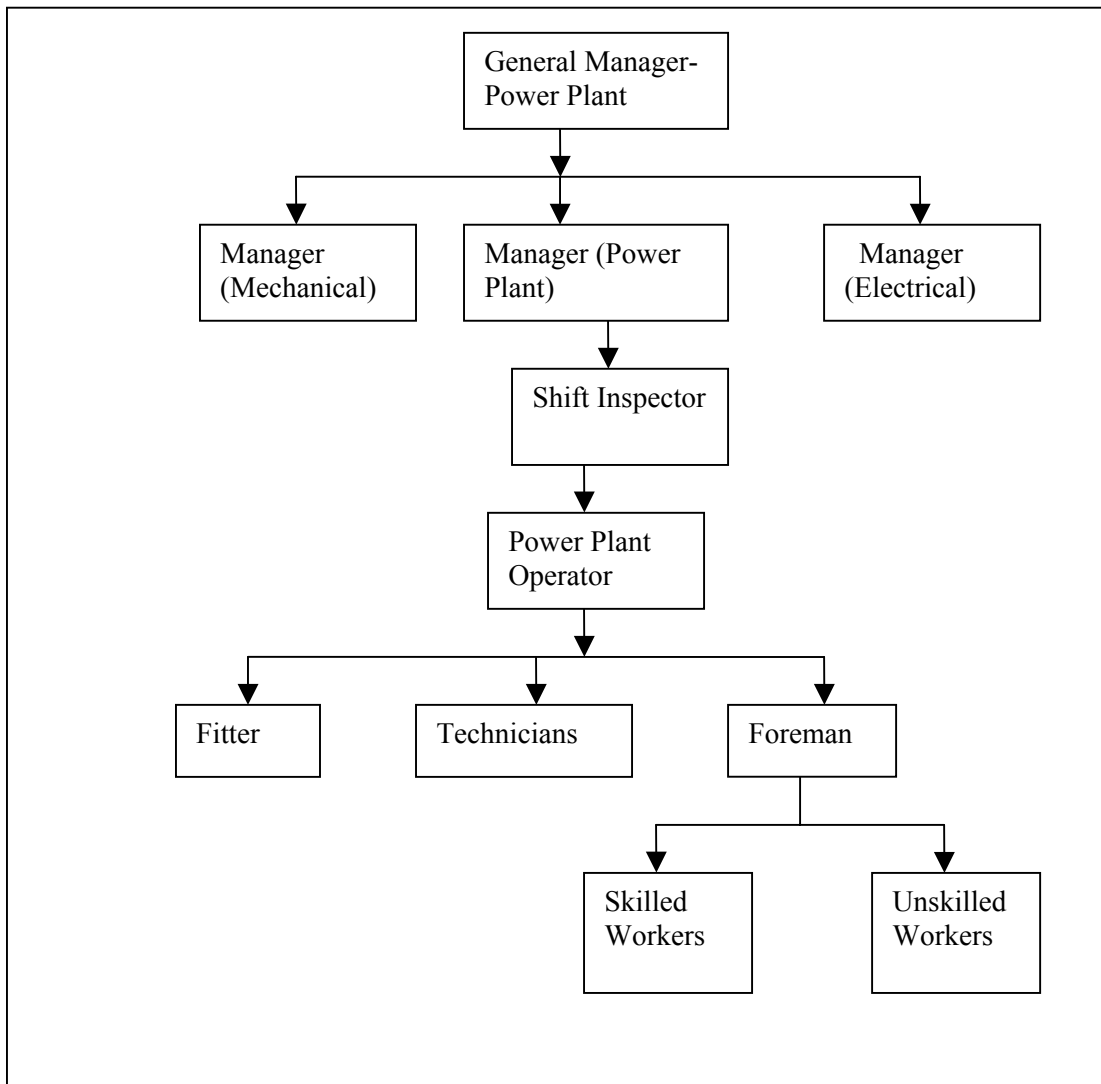 General Manager-
Power Plant
Manager
(Mechanical)
Manager (Power
Plant)
Manager
(Electrical)
Shift Inspector
Power Plant
Operator
Fitter
Technicians
Foreman
Skilled
Workers
Unskilled
Workers